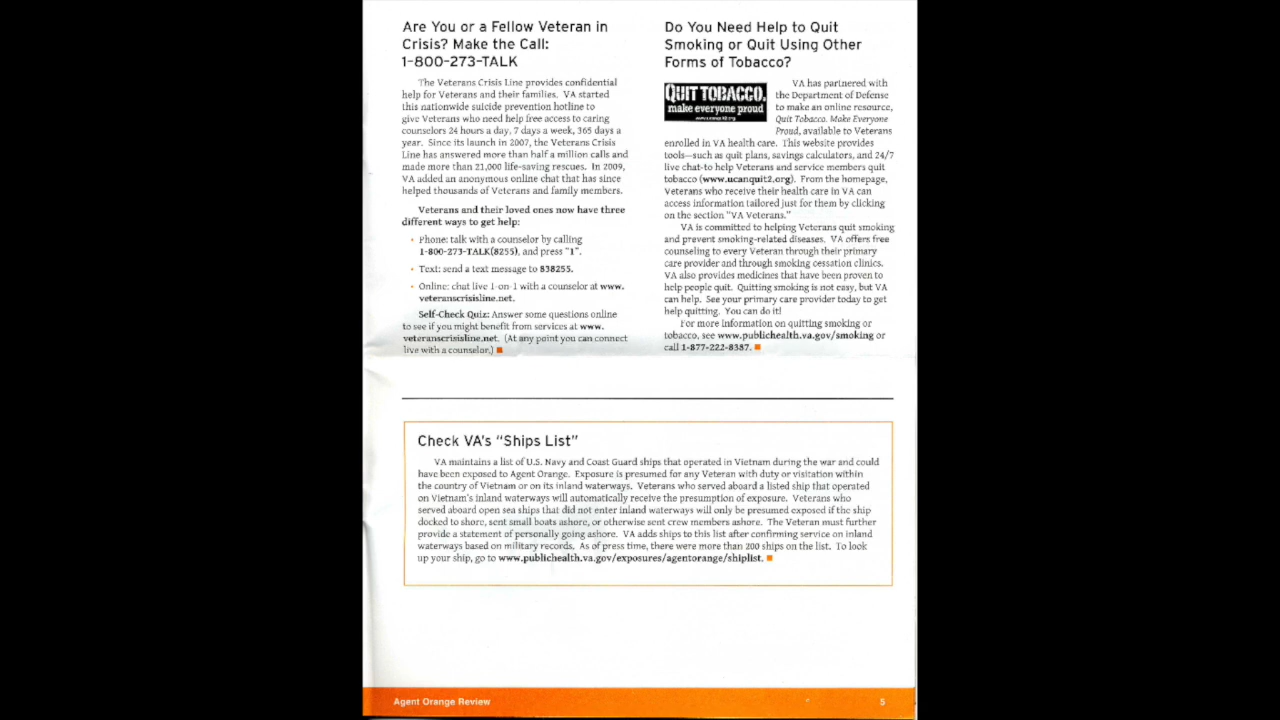 Are You or a Fellow Veteran in
Crisis? Make the Call:
1-800-273-TALK
The Veterans Crisis Line provides confidential
help for Veterans and their families. VA started
this nationwide suicide prevention hotline to
give Veterans who need help free access to caring
counselors 24 hours a day, 7 days a week, 365 days a
year. Since its launch in 2007, the Veterans Crisis
Line has answered more than half a million calls and
made more than 21,000 life-saving rescues. In 2009,
VA added an anonymous online chat that has since
helped thousands of Veterans and family members.
Veterans and their loved ones now have three
different ways to get help:
• Phone: talk with a counselor by calling
1-800-273-TALK(8255), and press "1".
• Text: send a text message to 838255.
• Online: chat live 1-on-1 with a counselor at www.
veteranscrisisline.net.
Self-Check Quiz: Answer some questions online
to see if you might benefit from services at www.
veteranscrisisline.net. (At any point you can connect
live with a counselor.)
Do You Need Help to Quit
Smoking or Quit Using Other
Forms of Tobacco?
QUIT TOBACCO.
make everyone proud
www.ucanquit2.org
VA has partnered with
the Department of Defense
to make an online resource,
Quit Tobacco. Make Everyone
Proud, available to Veterans
enrolled in VA health care. This website provides
tools—such as quit plans, savings calculators, and 24/7
live chat-to help Veterans and service members quit
tobacco (www.ucanquit2.org). From the homepage,
Veterans who receive their health care in VA can
access information tailored just for them by clicking
on the section "VA Veterans."
VA is committed to helping Veterans quit smoking
and prevent smoking-related diseases. VA offers free
counseling to every Veteran through their primary
care provider and through smoking cessation clinics.
VA also provides medicines that have been proven to
help people quit. Quitting smoking is not easy, but VA
can help. See your primary care provider today to get
help quitting. You can do it!
For more information on quitting smoking or
tobacco, see www.publichealth.va.gov/smoking or
call 1-877-222-8387.
Check VA's "Ships List"
VA maintains a list of U.S. Navy and Coast Guard ships that operated in Vietnam during the war and could
have been exposed to Agent Orange. Exposure is presumed for any Veteran with duty or visitation within
the country of Vietnam or on its inland waterways. Veterans who served aboard a listed ship that operated
on Vietnam's inland waterways will automatically receive the presumption of exposure. Veterans who
served aboard open sea ships that did not enter inland waterways will only be presumed exposed if the ship
docked to shore, sent small boats ashore, or otherwise sent crew members ashore. The Veteran must further
provide a statement of personally going ashore. VA adds ships to this list after confirming service on inland
waterways based on military records. As of press time, there were more than 200 ships on the list. To look
up your ship, go to www.publichealth.va.gov/exposures/agentorange/shiplist.
Agent Orange Review
5